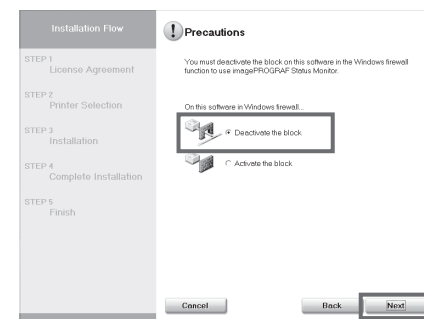 Installation Flow
STEP 1
License Agreement
STEP 2
Printer Selection
STEP 3
Installation
STEP 4
Complete Installation
STEP 5
Finish
! Precautions
You must deactivate the block on this software in the Windows firewall
function to use imagePROGRAF Status Monitor.
On this software in Windows firewall...
Deactivate the block
Activate the block
Cancel
Back
Next